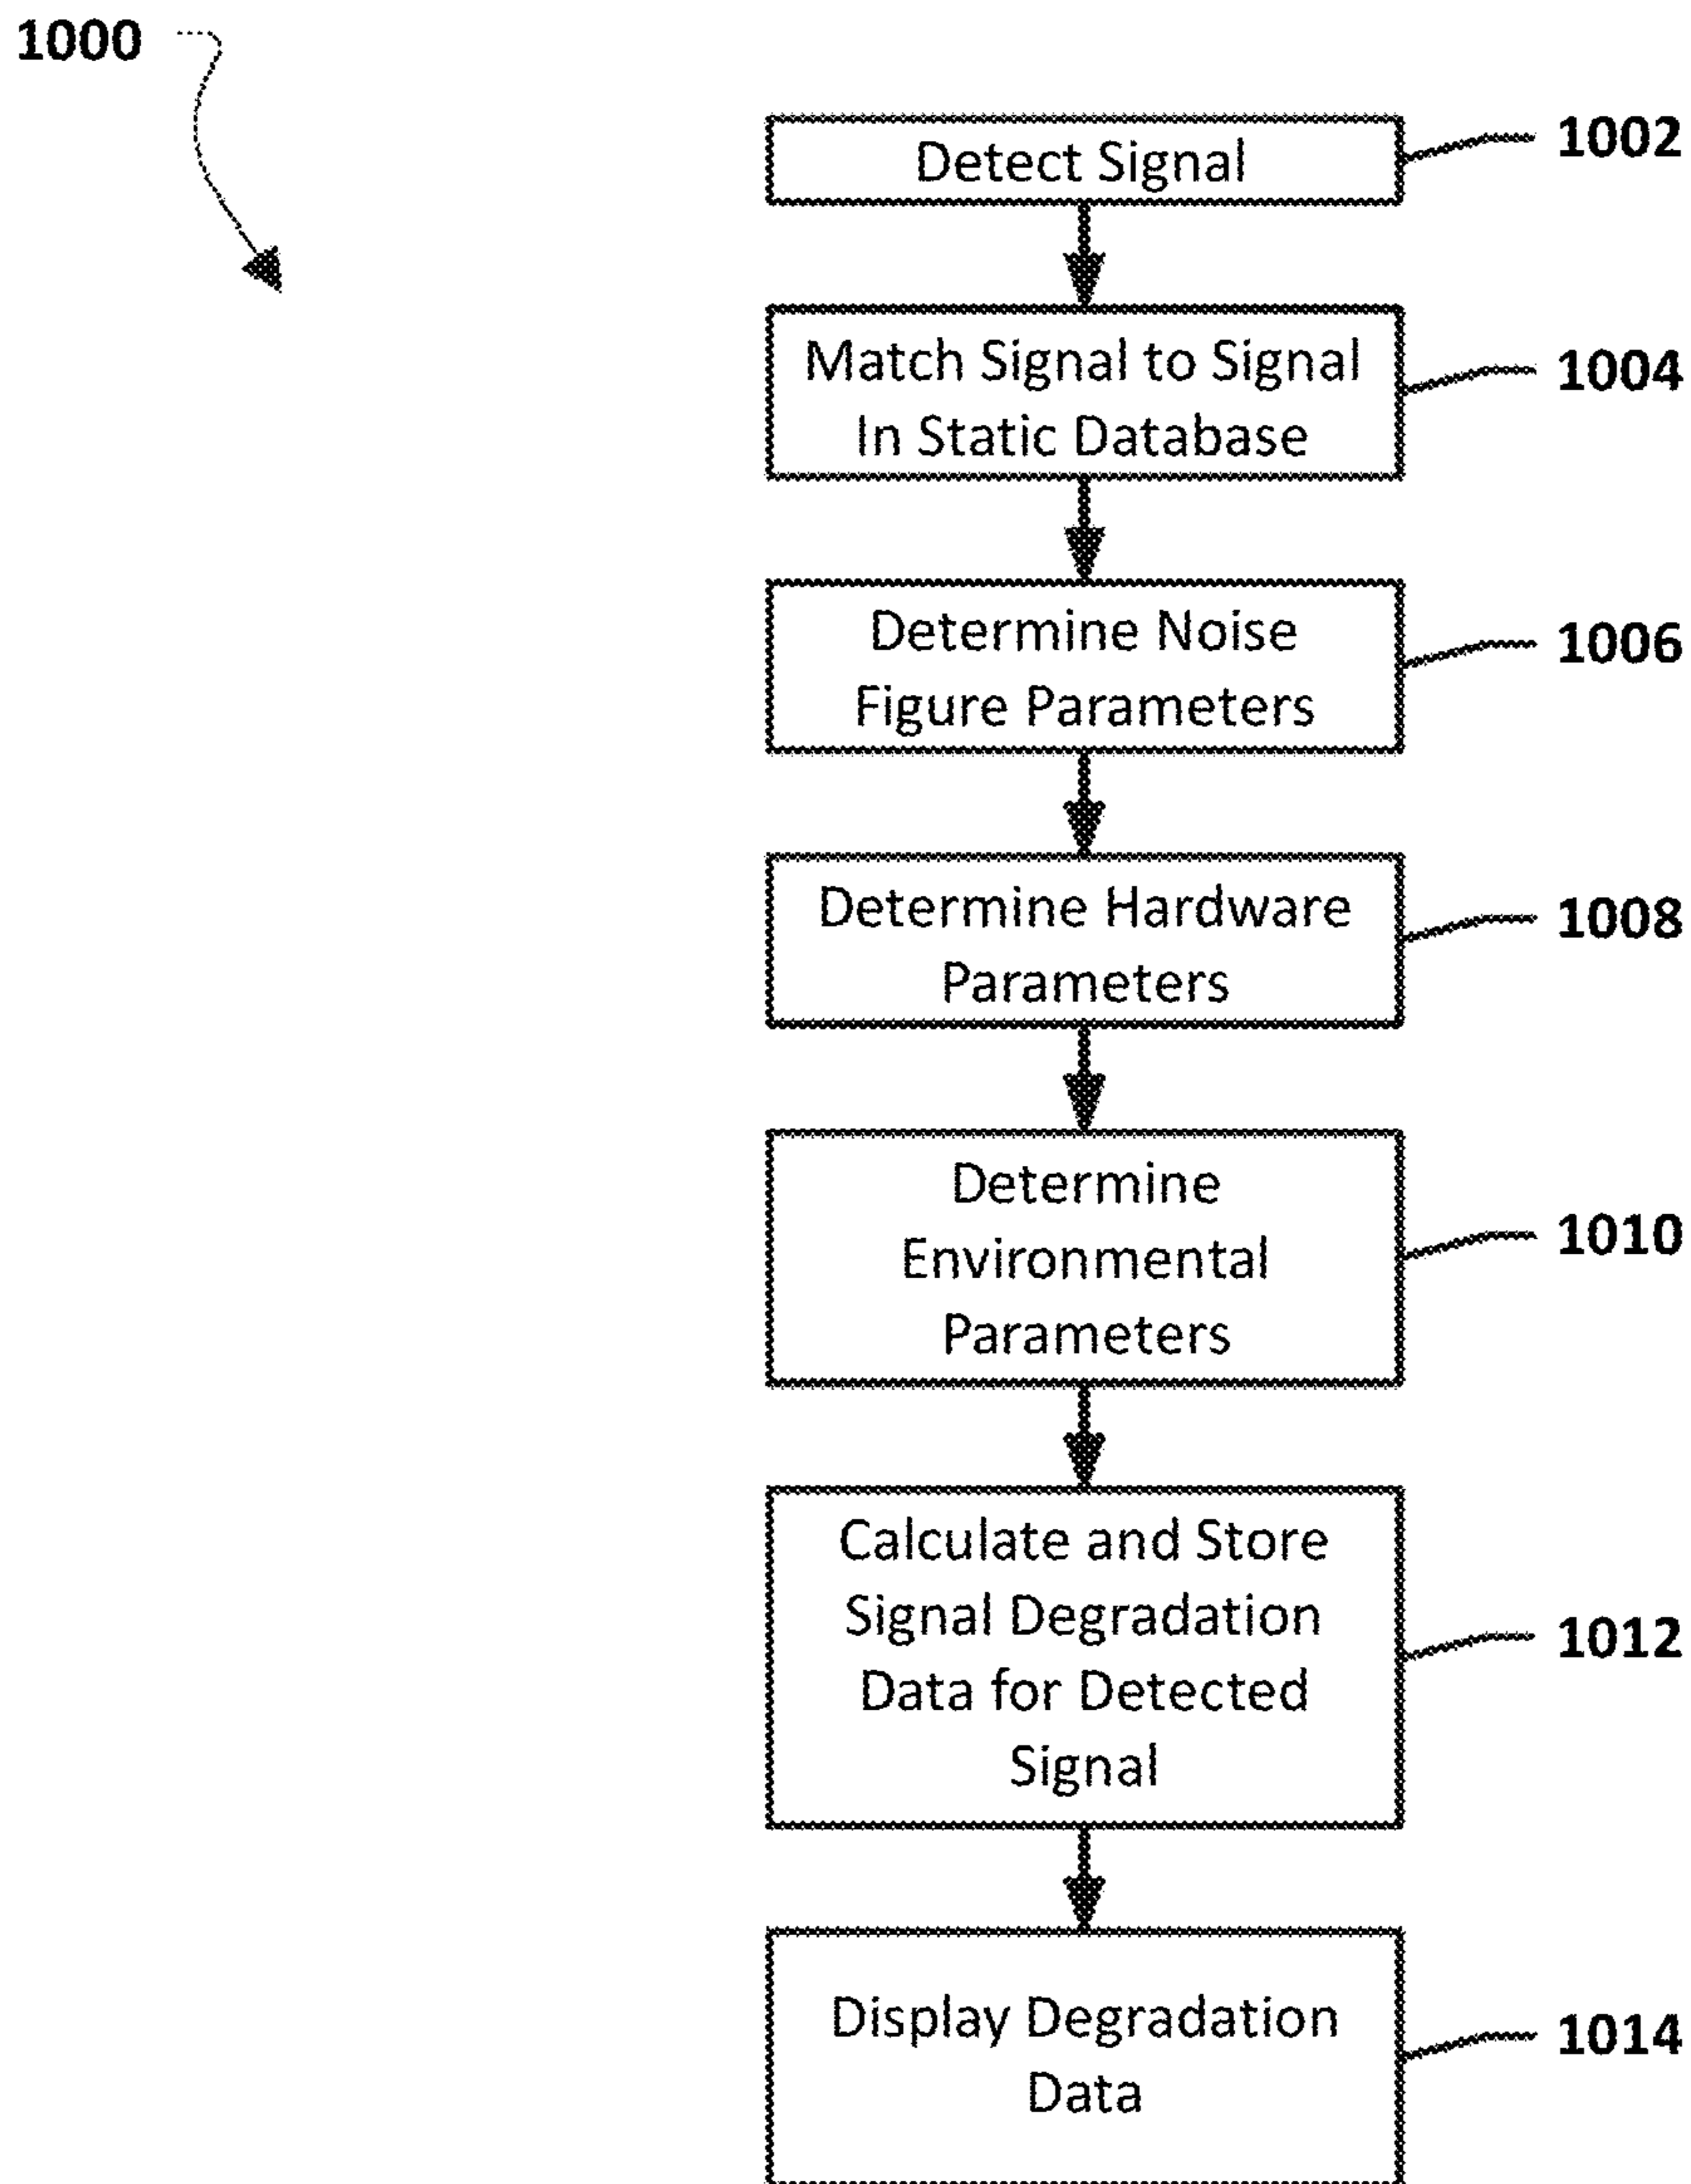 1000
Detect Signal
1002
Match Signal to Signal
In Static Database
1004
Determine Noise
Figure Parameters
1006
Determine Hardware
Parameters
1008
Determine
Environmental
Parameters
1010
Calculate and Store
Signal Degradation
Data for Detected
Signal
1012
Display Degradation
Data
1014